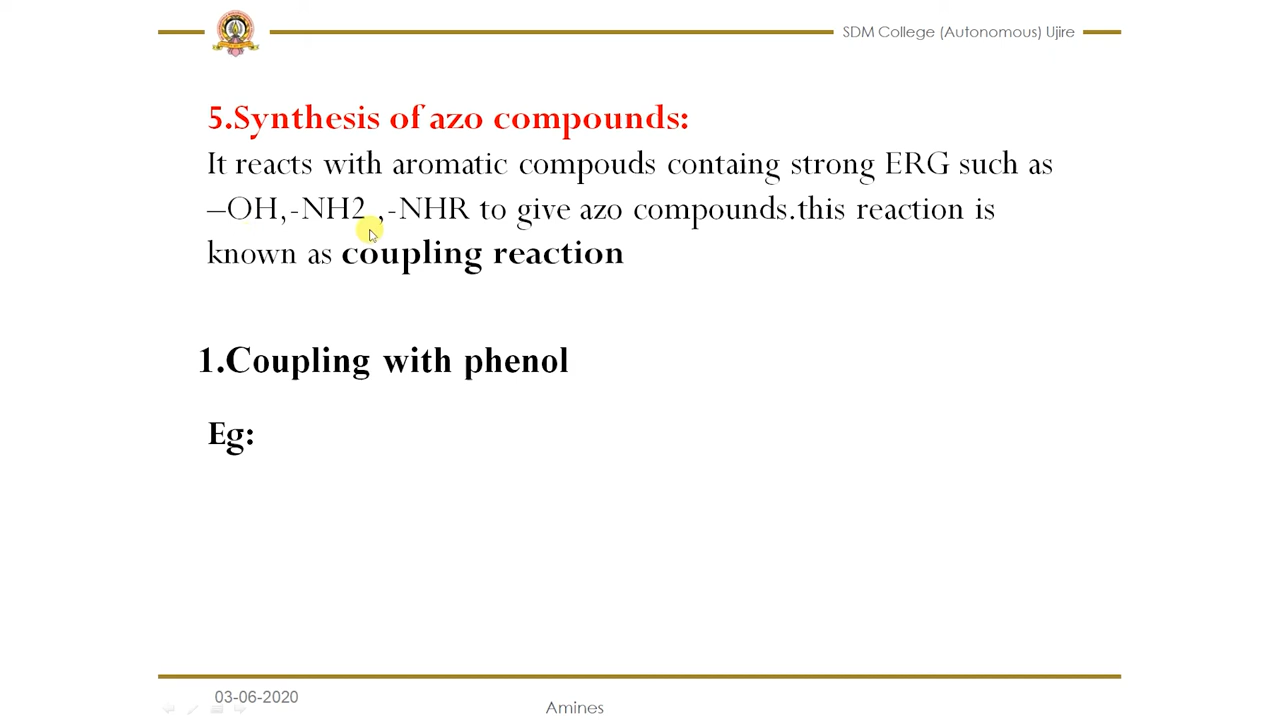 SDM College (Autonomous) Ujire
5.Synthesis of azo compounds:
It reacts with aromatic compouds containg strong ERG such as
–OH,-NH2 ,-NHR to give azo compounds.this reaction is
known as coupling reaction
1.Coupling with phenol
Eg:
03-06-2020
Amines